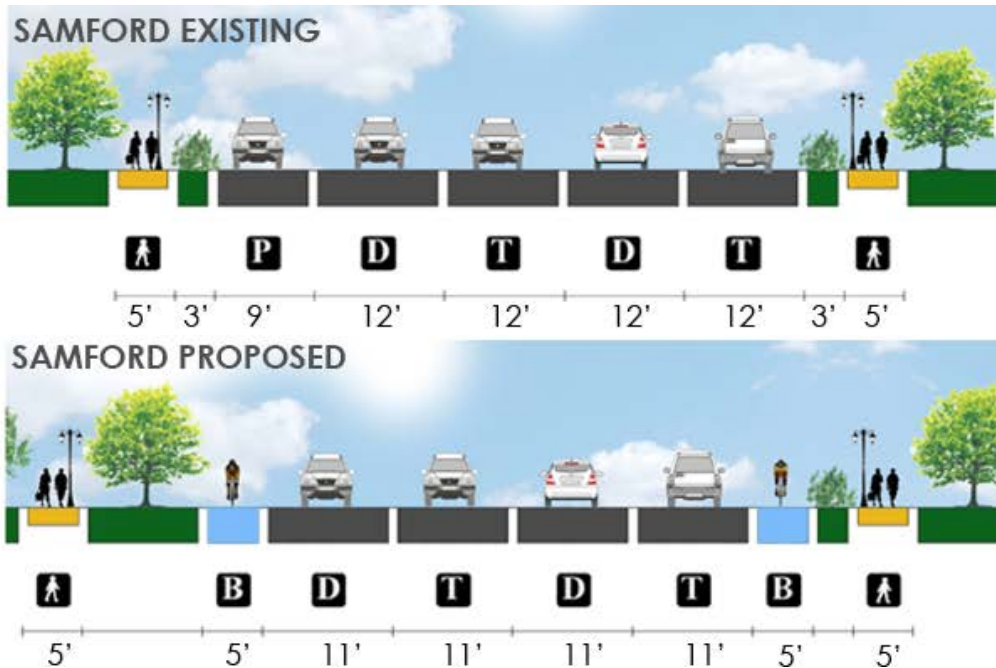 SAMFORD EXISTING
P D T D T
5’ 3’ 9’ 12’ 12’ 12’ 12’ 3’ 5’
SAMFORD PROPOSED
B D T D T B
5’ 5’ 11’ 11’ 11’ 11’ 5’ 5’